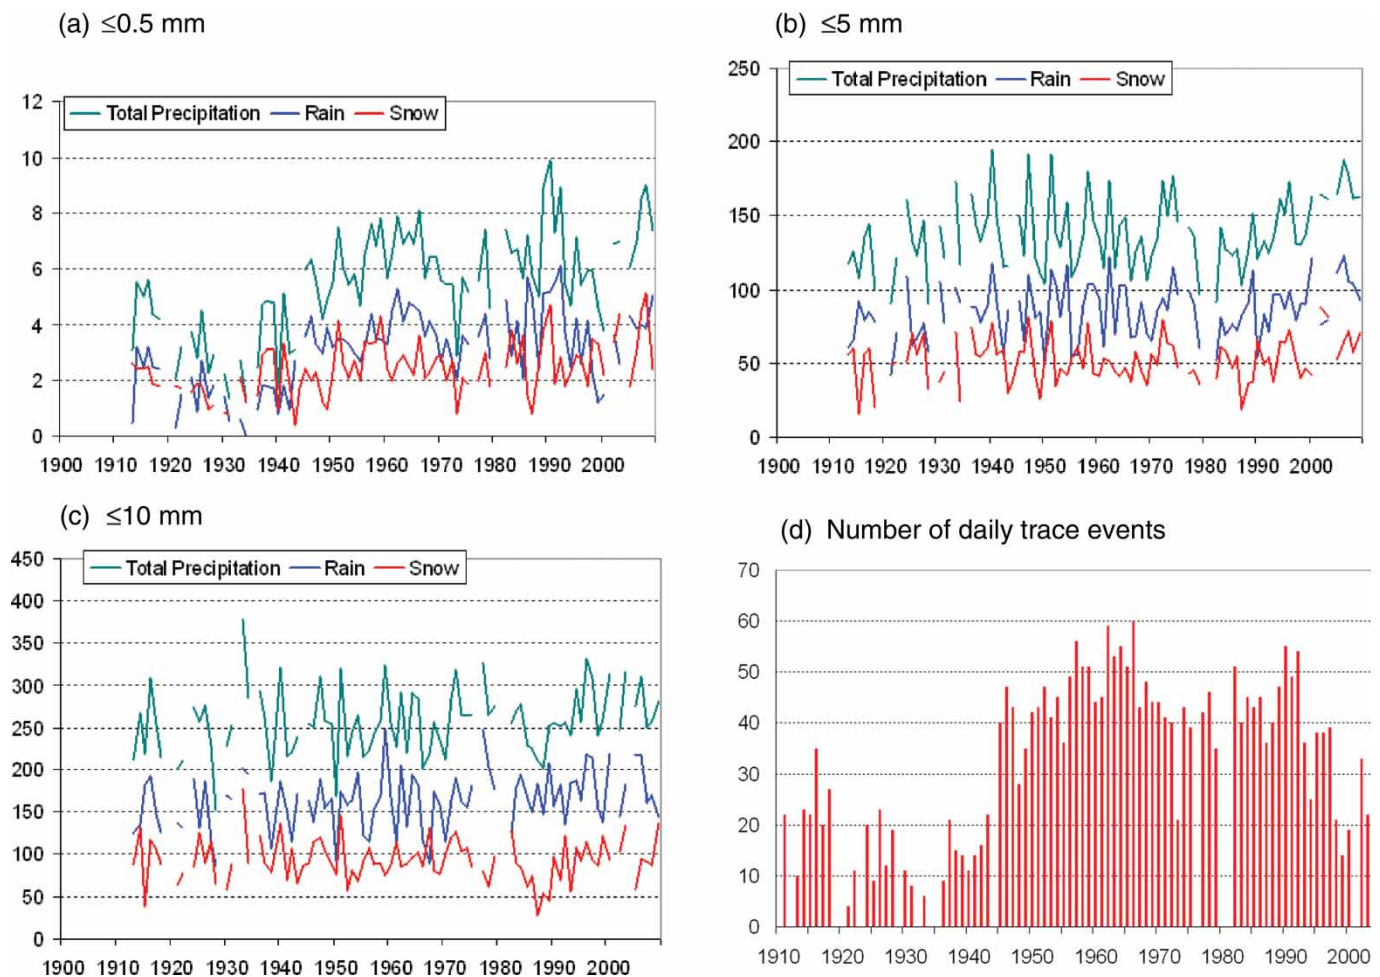 (a) ≤0.5 mm
12
10
8
6
4
2
0
Total Precipitation Rain Snow
1900 1910 1920 1930 1940 1950 1960 1970 1980 1990 2000
(b) ≤5 mm
250
200
150
100
50
0
Total Precipitation Rain Snow
1900 1910 1920 1930 1940 1950 1960 1970 1980 1990 2000
(c) ≤10 mm
450
400
350
300
250
200
150
100
50
0
Total Precipitation Rain Snow
1900 1910 1920 1930 1940 1950 1960 1970 1980 1990 2000
(d) Number of daily trace events
70
60
50
40
30
20
10
0
1910 1920 1930 1940 1950 1960 1970 1980 1990 2000